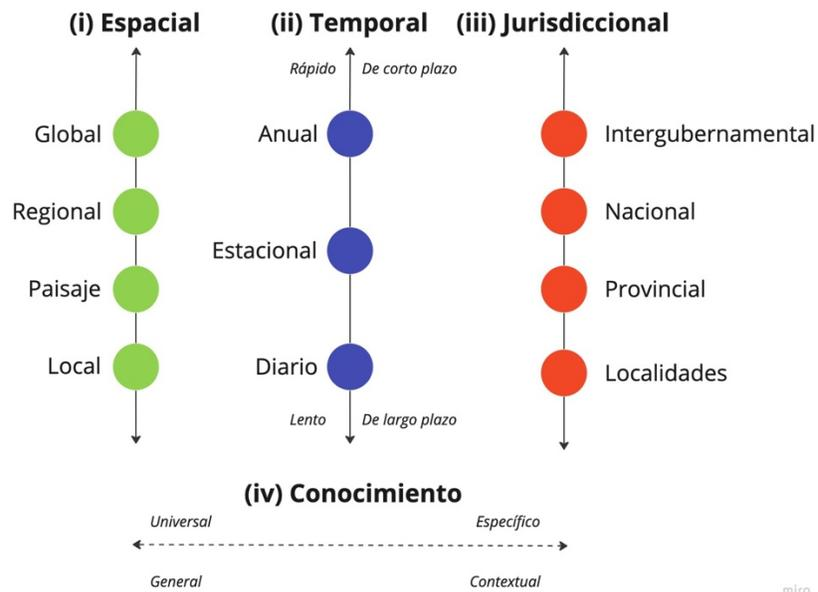 (i) Espacial
(ii) Temporal
(iii) Jurisdiccional
Rápido
De corto plazo
Global
Anual
Intergubernamental
Regional
Nacional
Estacional
Paisaje
Provincial
Local
Diario
Localidades
Lento
De largo plazo
(iv) Conocimiento
Universal
Específico
General
Contextual
miro